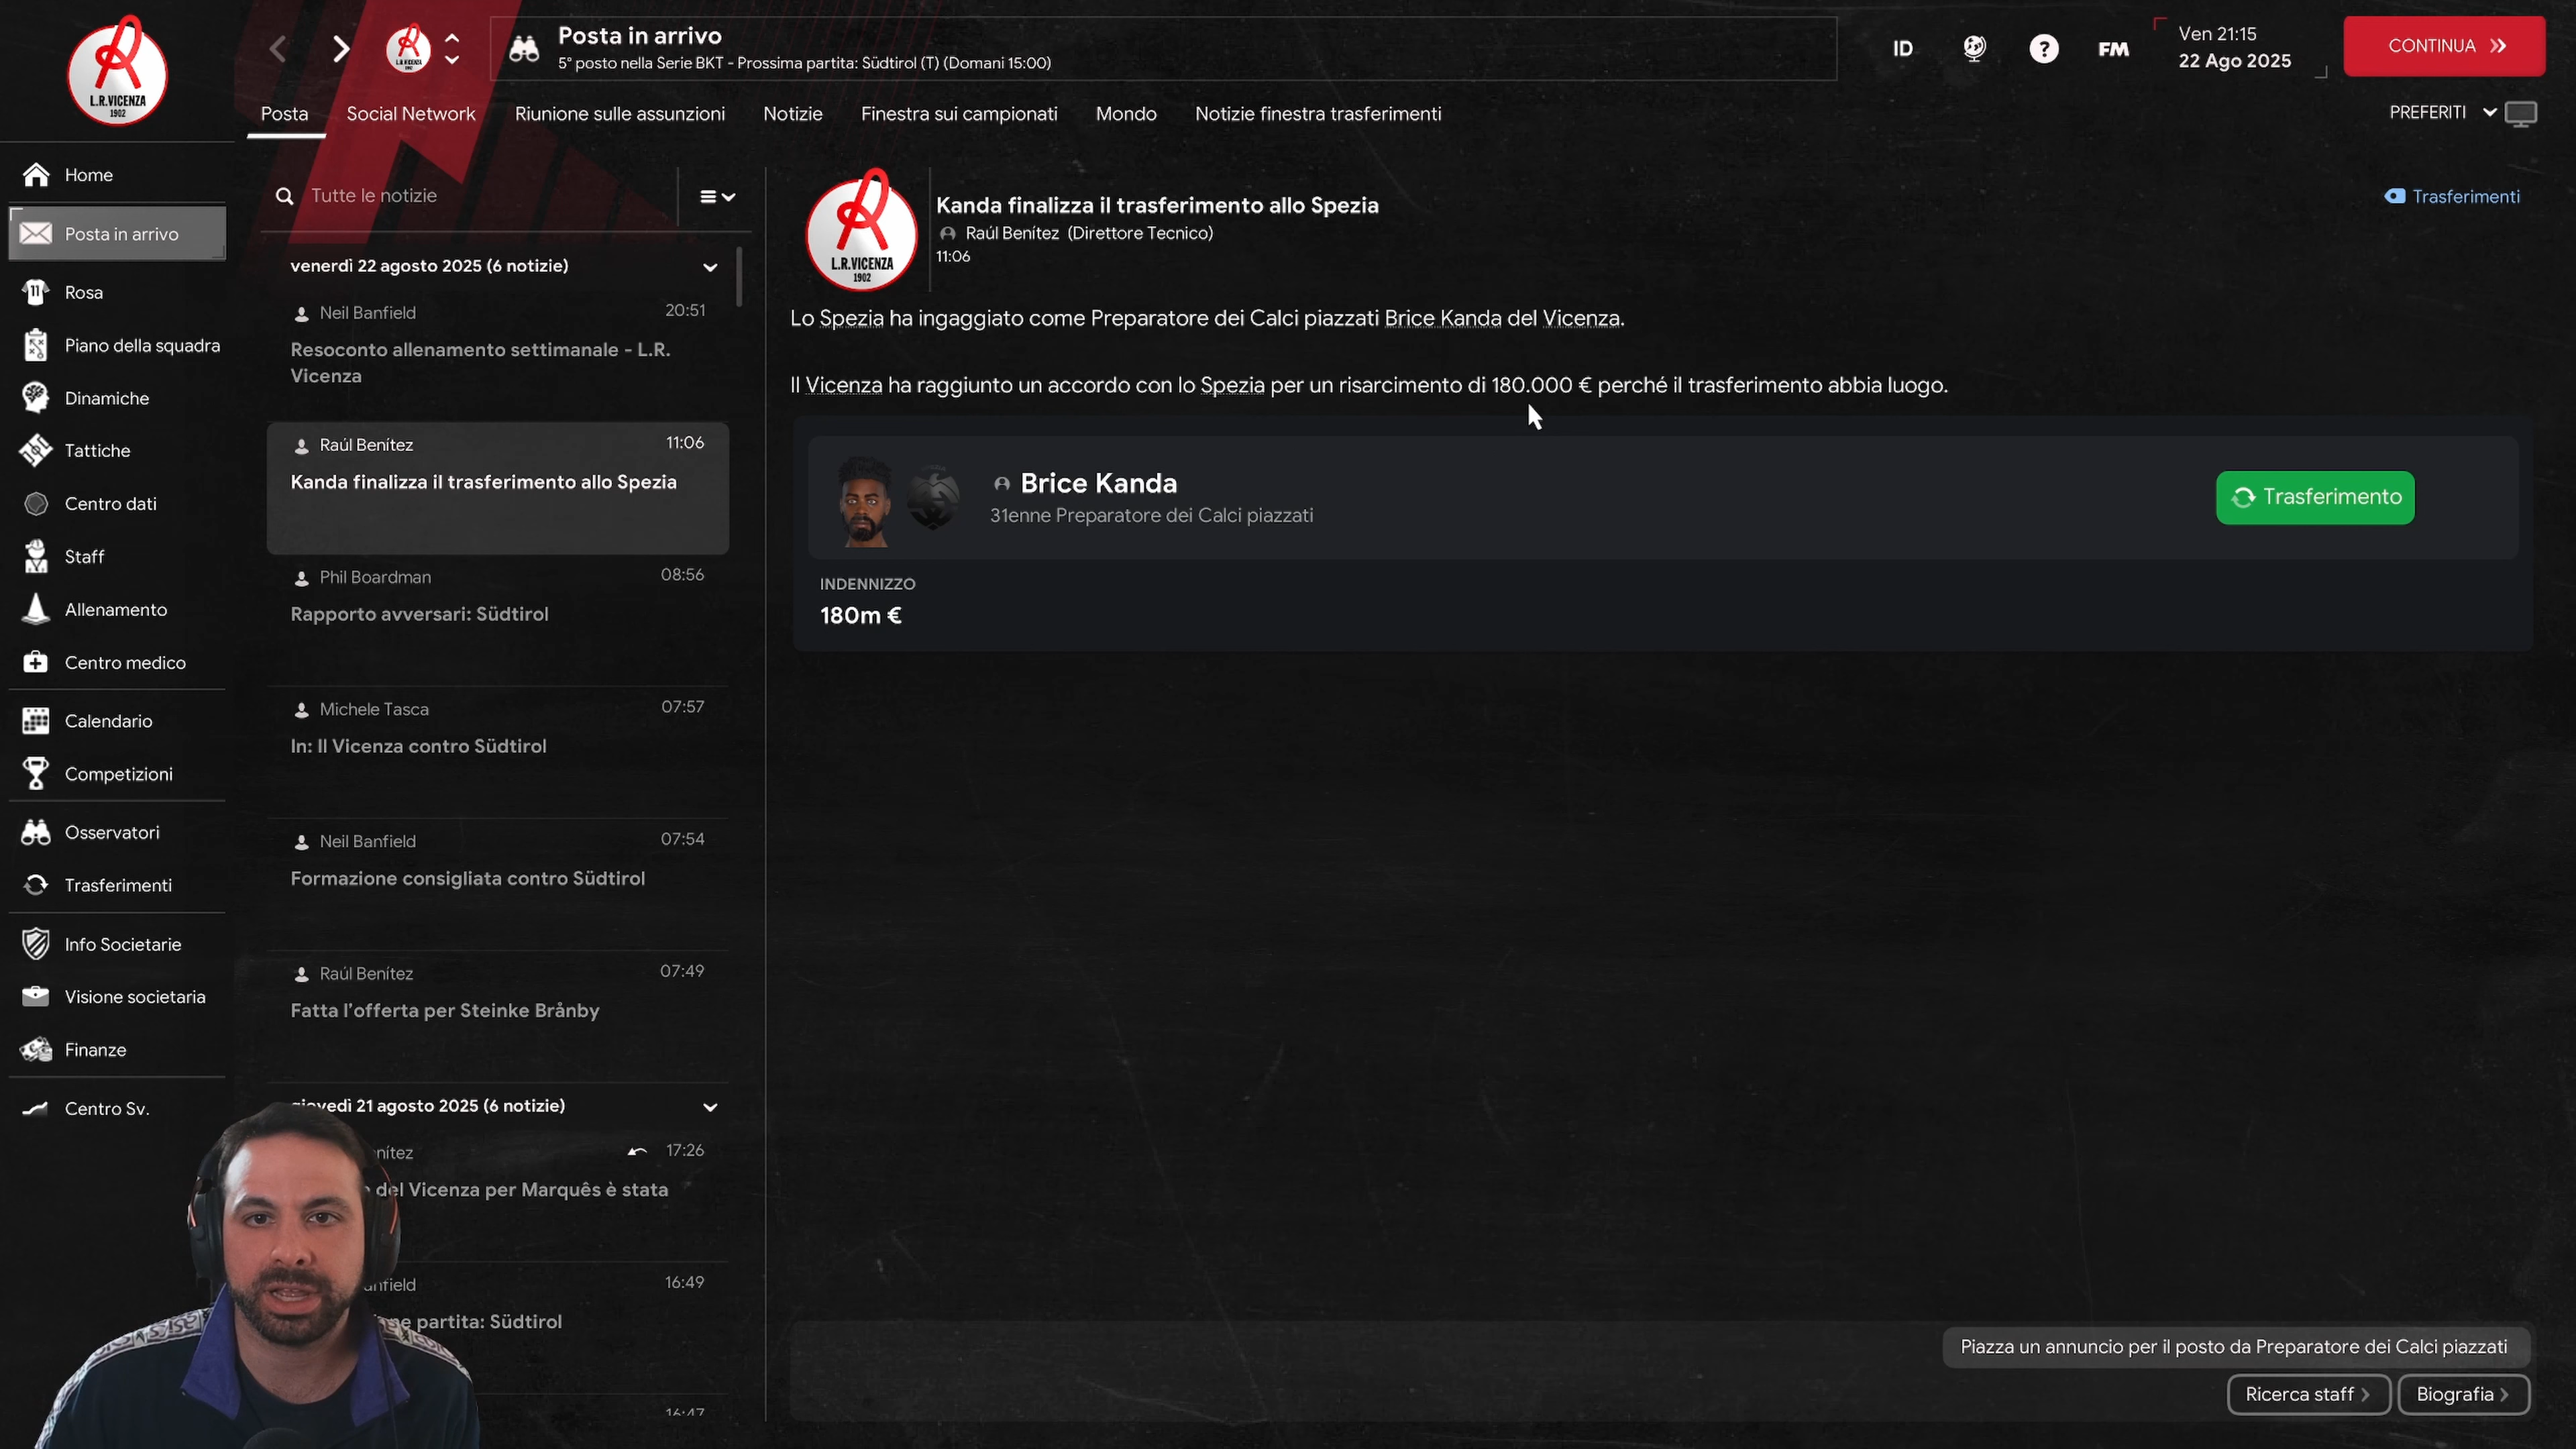 L.R.VICENZA
1902
Home
Posta in arrivo
Rosa
Piano della squadra
Dinamiche
Tattiche
Centro dati
Staff
Allenamento
Centro medico
Calendario
Competizioni
Osservatori
Trasferimenti
Info Societarie
Visione societaria
Finanze
Centro Sv.
L.R.VICENZA
Posta in arrivo
5° posto nella Serie BKT - Prossima partita: Südtirol (T) (Domani 15:00)
ID
?
FM
Ven 21:15
22 Ago 2025
CONTINUA
Posta Social Network Riunione sulle assunzioni Notizie Finestra sui campionati Mondo Notizie finestra trasferimenti
PREFERITI
Tutte le notizie
venerdì 22 agosto 2025 (6 notizie)
Neil Banfield 20:51
Resoconto allenamento settimanale - L.R.
Vicenza
Raúl Benítez 11:06
Kanda finalizza il trasferimento allo Spezia
Phil Boardman 08:56
Rapporto avversari: Südtirol
Michele Tasca 07:57
In: Il Vicenza contro Südtirol
Neil Banfield 07:54
Formazione consigliata contro Südtirol
Raúl Benítez 07:49
Fatta l'offerta per Steinke Brånby
giovedì 21 agosto 2025 (6 notizie)
nítez 17:26
del Vicenza per Marquês è stata
nfield 16:49
partita: Südtirol
16:47
L.R.VICENZA
1902
Kanda finalizza il trasferimento allo Spezia
Raúl Benítez (Direttore Tecnico)
11:06
Trasferimenti
Lo Spezia ha ingaggiato come Preparatore dei Calci piazzati Brice Kanda del Vicenza.
Il Vicenza ha raggiunto un accordo con lo Spezia per un risarcimento di 180.000 € perché il trasferimento abbia luogo.
Brice Kanda
31enne Preparatore dei Calci piazzati
Trasferimento
INDENNIZZO
180m €
Piazza un annuncio per il posto da Preparatore dei Calci piazzati
Ricerca staff
Biografia